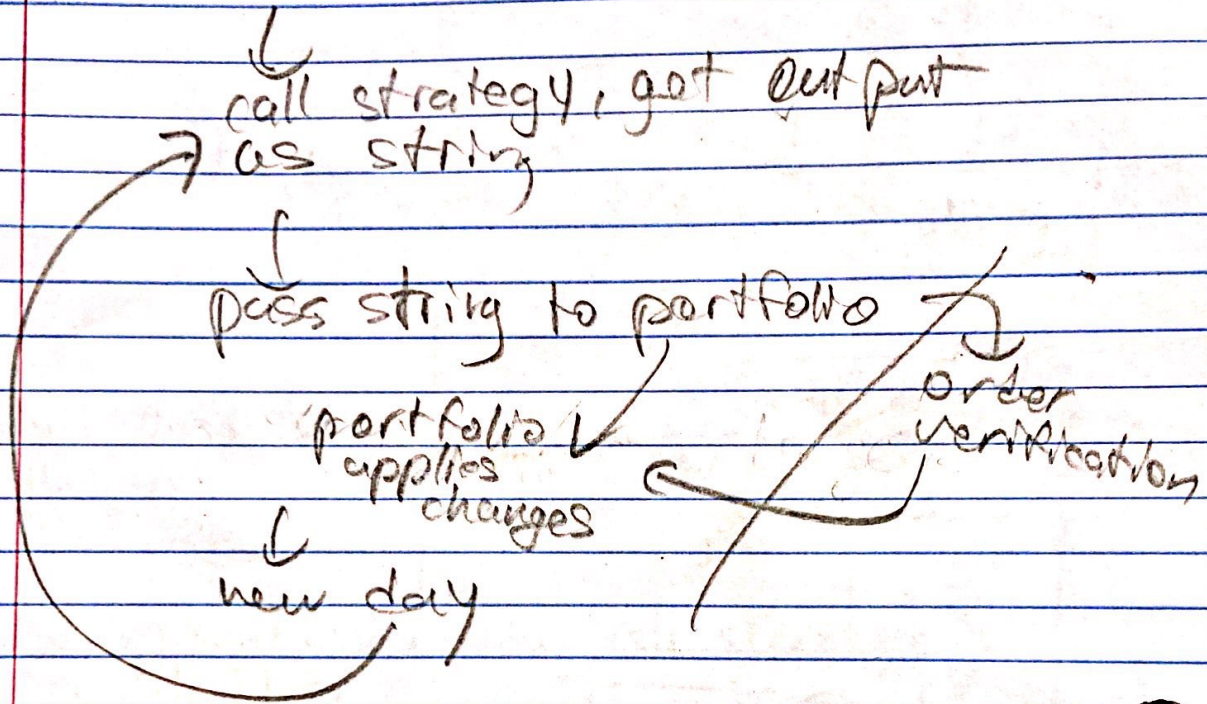 call strategy, get output
as string
pass string to portfolio
order
verification
portfolio
applies
changes
new day